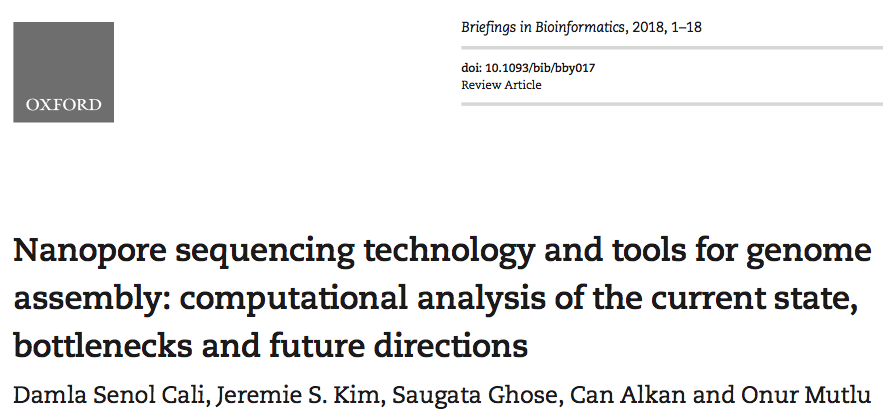 OXFORD
Briefings in Bioinformatics, 2018, 1–18
doi: 10.1093/bib/bby017
Review Article
Nanopore sequencing technology and tools for genome
assembly: computational analysis of the current state,
bottlenecks and future directions
Damla Senol Cali, Jeremie S. Kim, Saugata Ghose, Can Alkan and Onur Mutlu